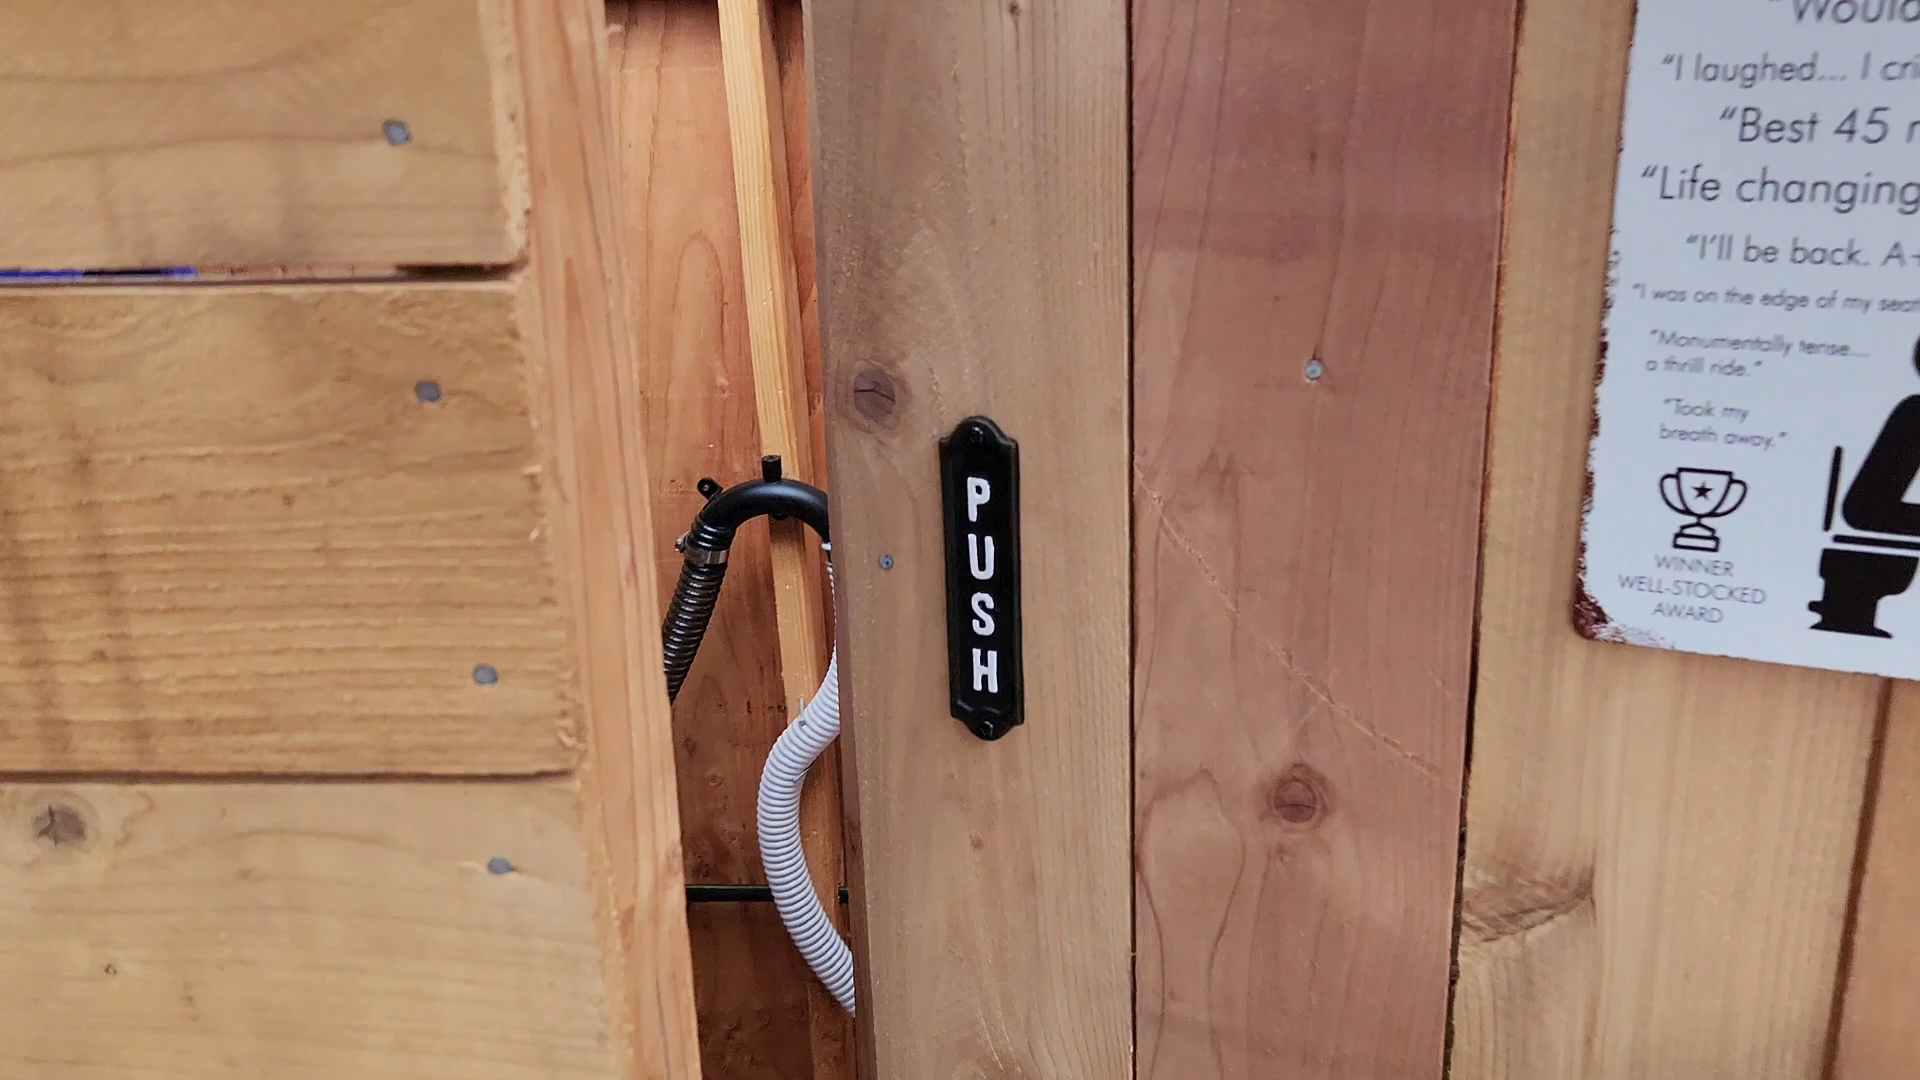 PUSH
"Would
"I laughed... I cri
"Best 45
"Life changing
"I'll be back. A+
"I was on the edge of my seat
"Monumentally tense...
a thrill ride."
"Took my
breath away."
WINNER
WELL-STOCKED
AWARD